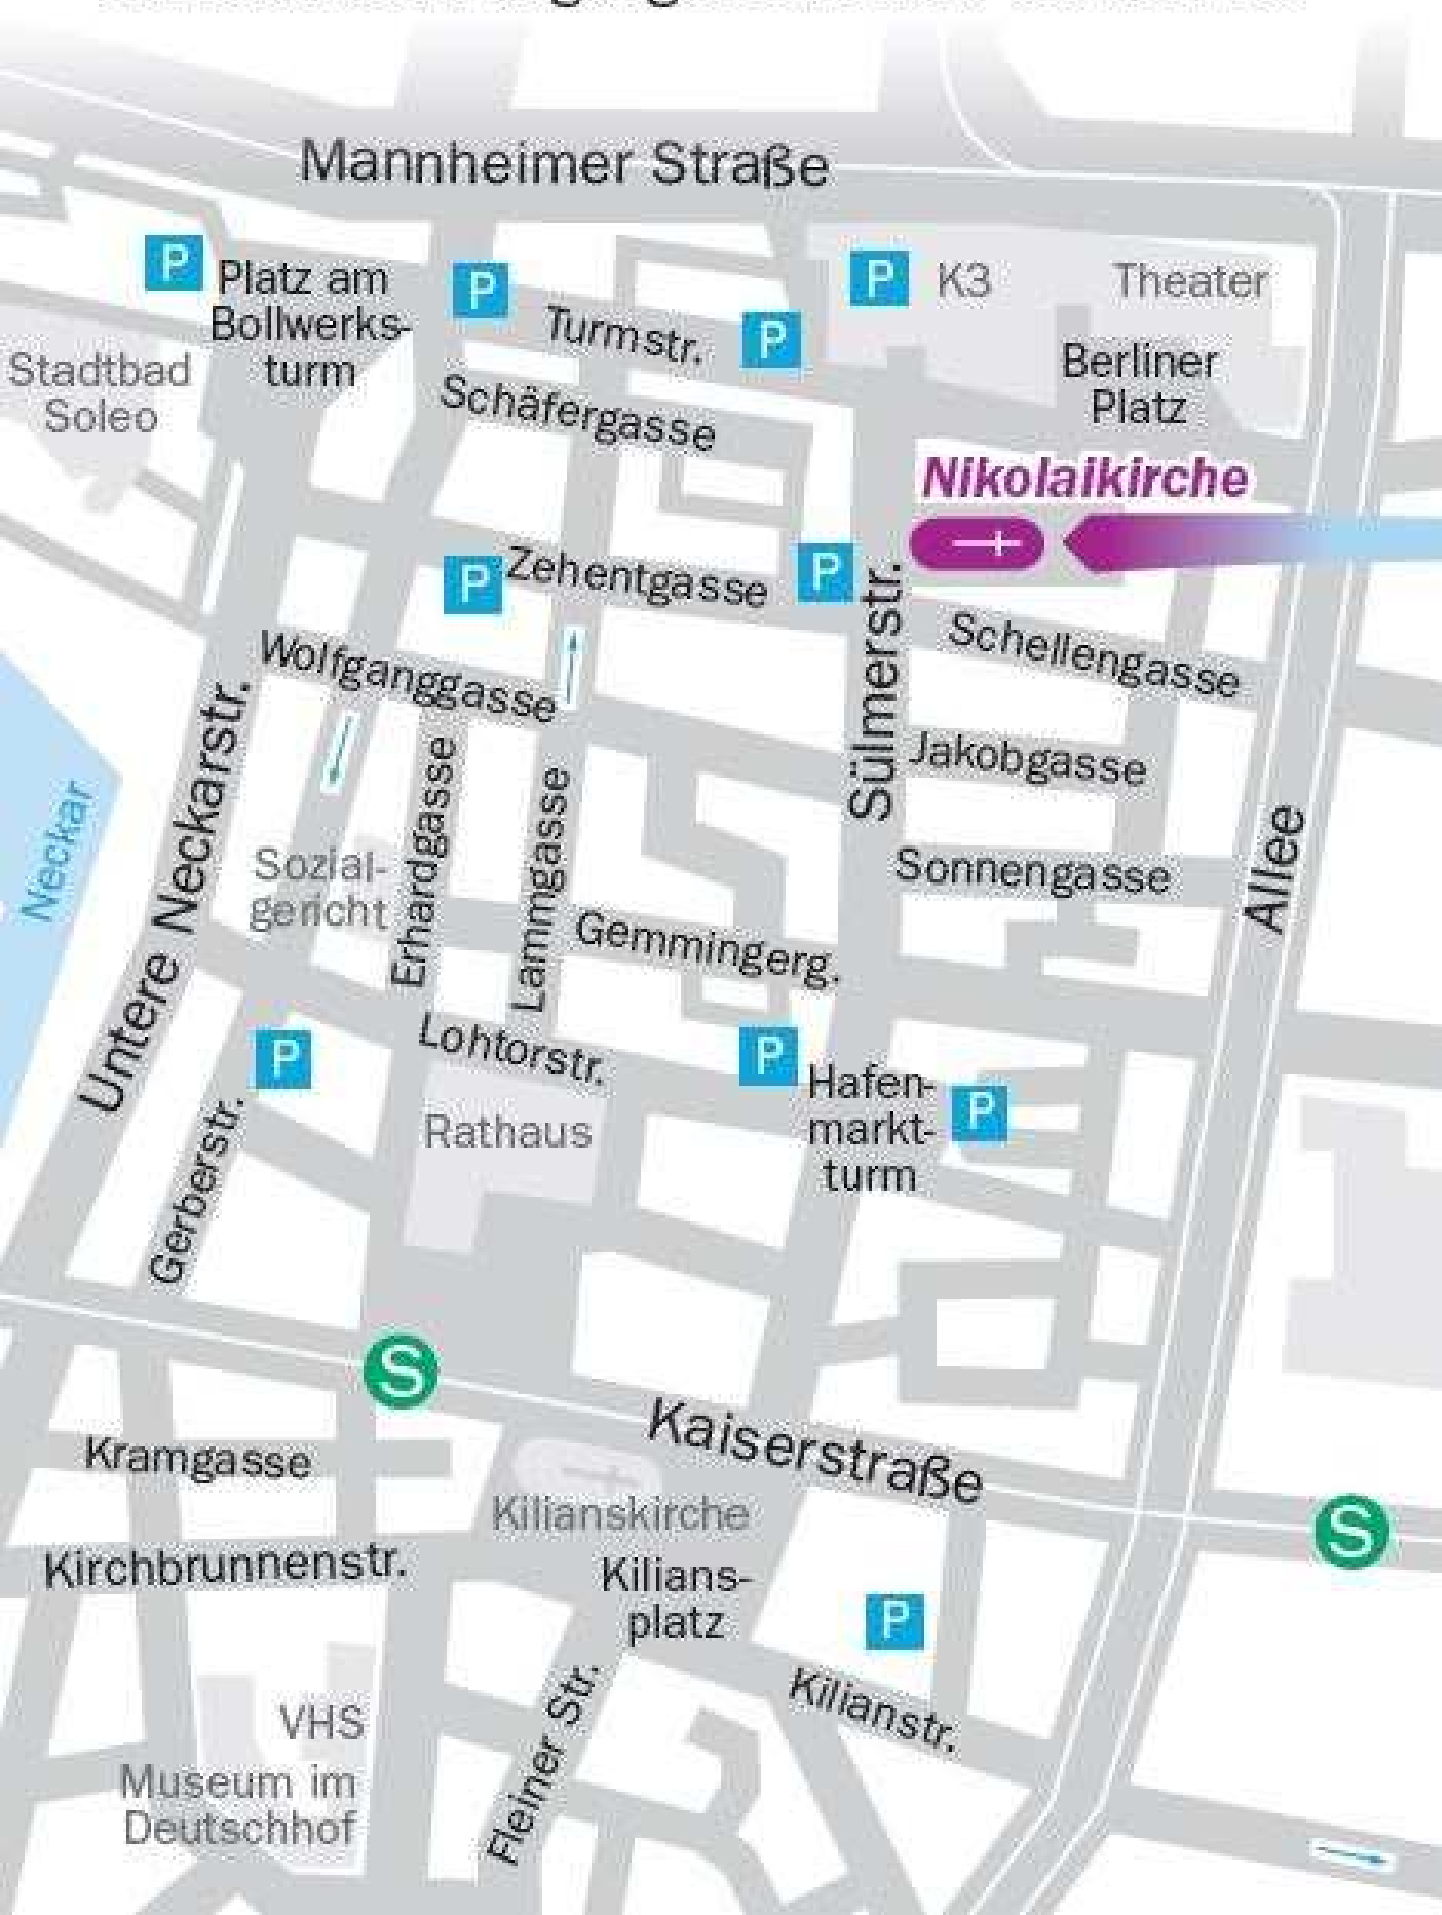 Mannheimer Straße
P
Platz am
Bollwerks-
turm
P
Turmstr.
P
P
K3
Theater
Berliner
Platz
Stadtbad
Soleo
Schäfergasse
Nikolaikirche
P
Zehentgasse
P
Sülmerstr.
Schellengasse
Wolfganggasse
Jakobgasse
Untere Neckarstr.
Neckar
Erhardgasse
Lammgasse
Sozial-
gericht
Sonnengasse
Allee
Gemmingerg.
Lohtorstr.
P
P
Hafen-
markt-
turm
P
Rathaus
Gerberstr.
S
Kaiserstraße
Kramgasse
Kilianskirche
S
Kirchbrunnenstr.
Kilians-
platz
P
Kilianstr.
Fleiner Str.
VHS
Museum im
Deutschhof